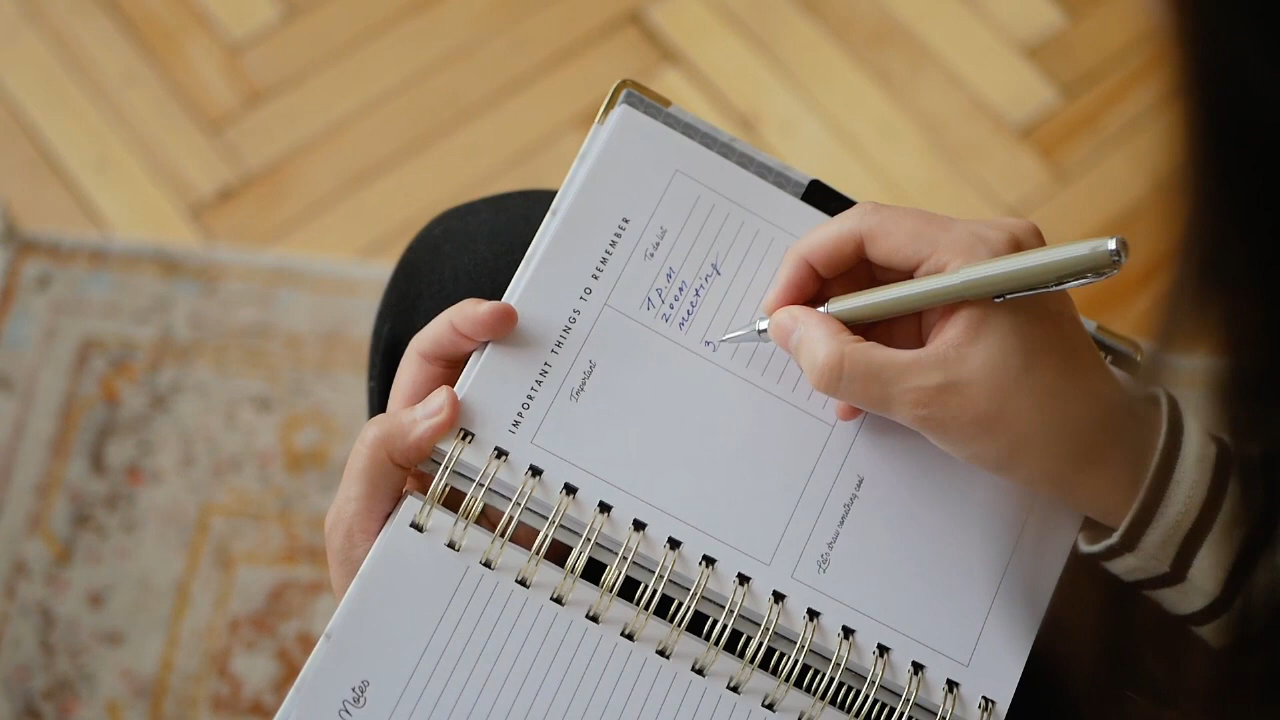 IMPORTANT THINGS TO REMEMBER
To do list
1 P.M
ZOOM
meeting
3
Important
Let's draw something cool
Notes